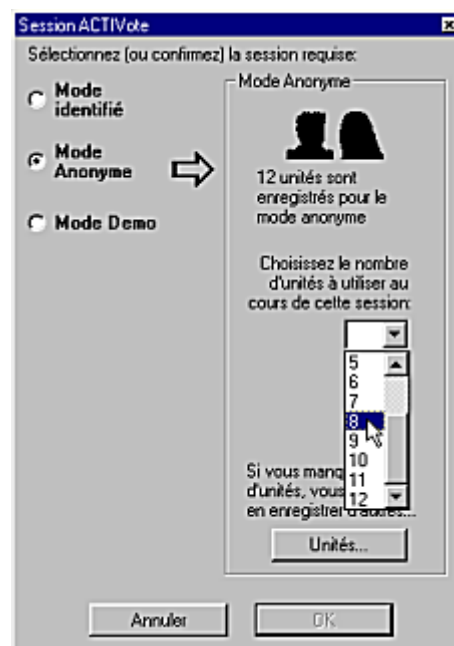 Session ACTIVote
Sélectionnez (ou confirmez) la session requise:
Mode
identifié
Mode
Anonyme
Mode Demo
Mode Anonyme
12 unités sont
enregistrés pour le
mode anonyme
Choisissez le nombre
d'unités à utiliser au
cours de cette session:
5
6
7
8
9
10
11
12
Si vous manq
d'unités, vous
en enregistrer d'autres...
Unités...
Annuler
OK